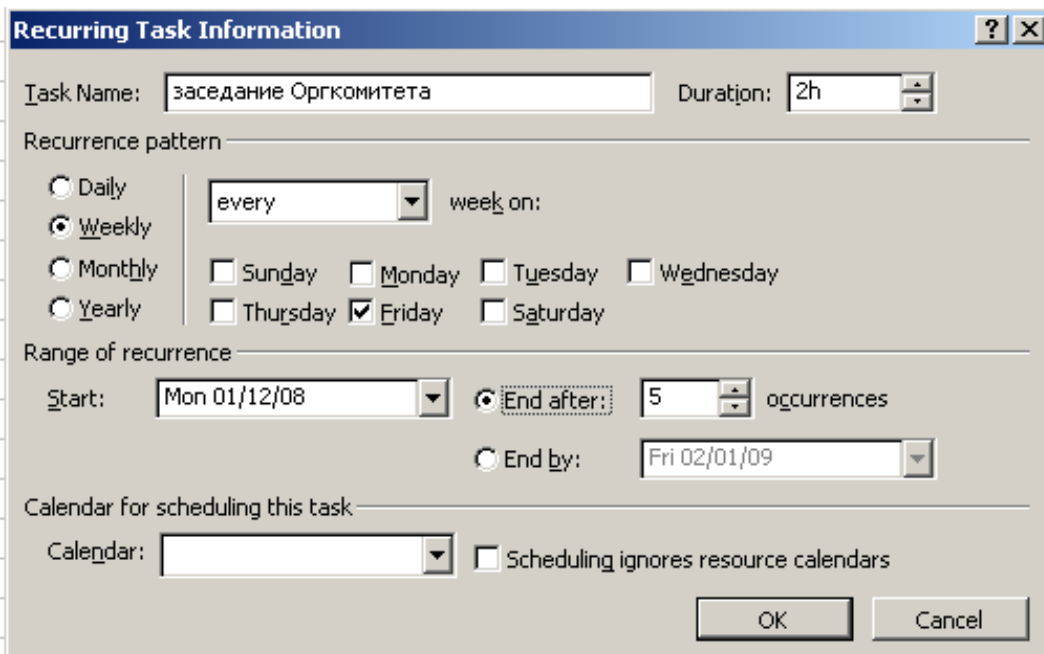 Recurring Task Information
Task Name: заседание Оргкомитета Duration: 2h
Recurrence pattern
Daily
every week on:
Weekly
Monthly Sunday Monday Tuesday Wednesday
Yearly Thursday Friday Saturday
Range of recurrence
Start: Mon 01/12/08 End after: 5 occurrences
End by: Fri 02/01/09
Calendar for scheduling this task
Calendar: Scheduling ignores resource calendars
OK Cancel